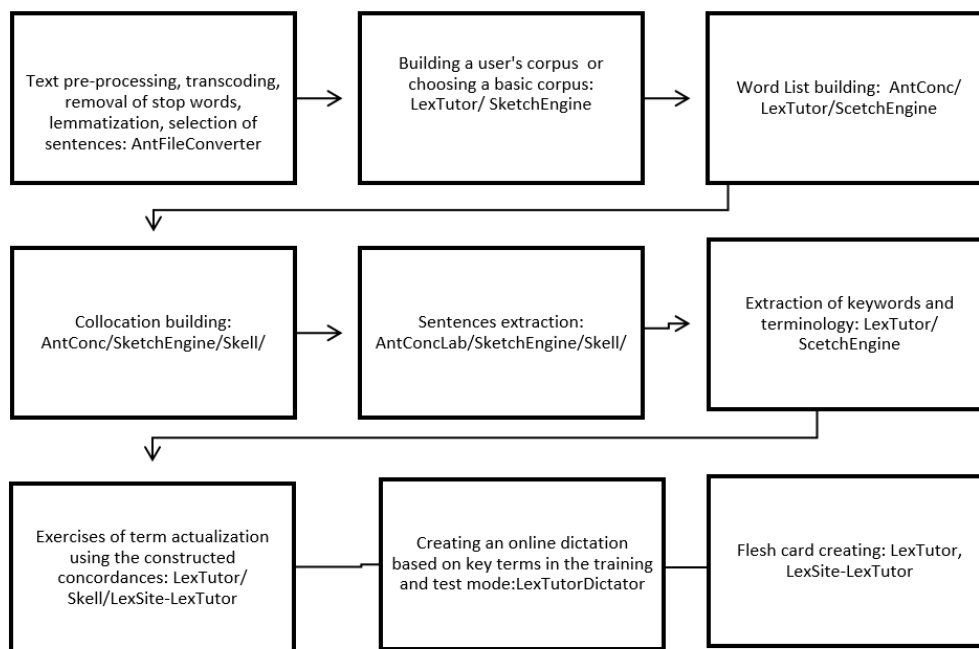 Text pre-processing, transcoding,
removal of stop words,
lemmatization, selection of
sentences: AntFileConverter
Building a user's corpus or
choosing a basic corpus:
LexTutor/ SketchEngine
Word List building: AntConc/
LexTutor/ScetchEngine
Collocation building:
AntConc/SketchEngine/Skell/
Sentences extraction:
AntConcLab/SketchEngine/Skell/
Extraction of keywords and
terminology: LexTutor/
ScetchEngine
Exercises of term actualization
using the constructed
concordances: LexTutor/
Skell/LexSite-LexTutor
Creating an online dictation
based on key terms in the training
and test mode:LexTutorDictator
Flesh card creating: LexTutor,
LexSite-LexTutor